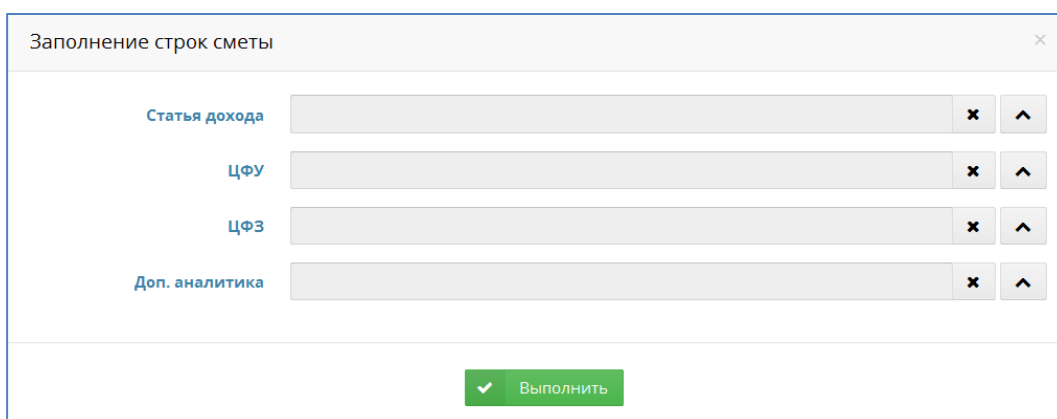 Заполнение строк сметы
Статья дохода
ЦФУ
ЦФЗ
Доп. аналитика
Выполнить